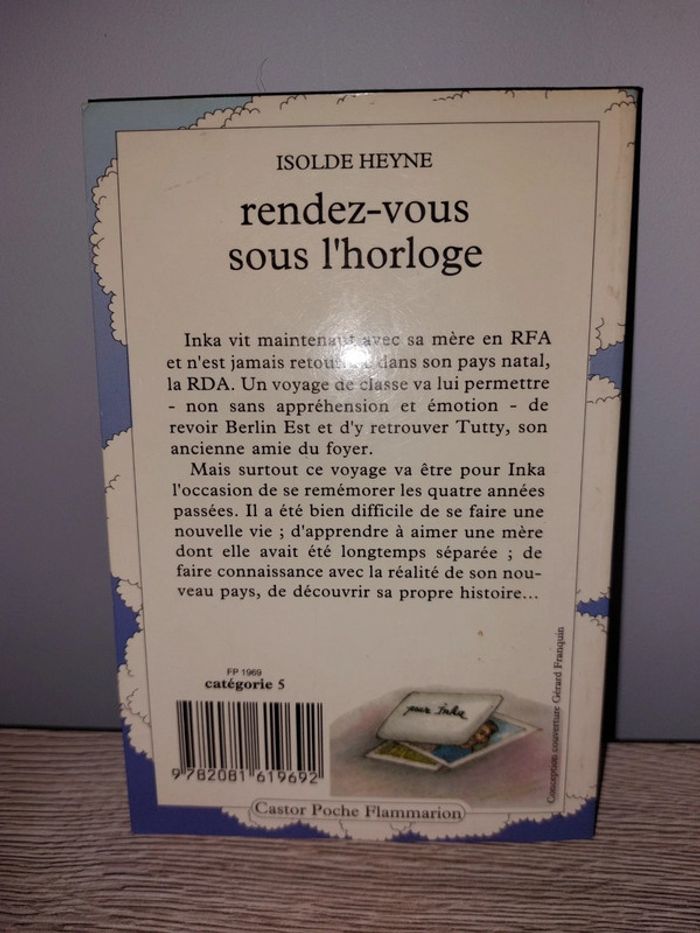 ISOLDE HEYNE
rendez-vous
sous l'horloge
Inka vit maintenant avec sa mère en RFA
et n'est jamais dans son pays natal,
la RDA. Un voyage de classe va lui permettre
- non sans appréhension et émotion - de
revoir Berlin Est et d'y retrouver Tutty, son
ancienne amie du foyer.
Mais surtout ce voyage va être pour Inka
l'occasion de se remémorer les quatre années
passées. Il a été bien difficile de se faire une
nouvelle vie ; d'apprendre à aimer une mère
dont elle avait été longtemps séparée ; de
faire connaissance avec la réalité de son nou-
veau pays, de découvrir sa propre histoire...
FP 1969
catégorie 5
9 782081 619692
pour Inka
Conception couverture Gérard Franquin
Castor Poche Flammarion